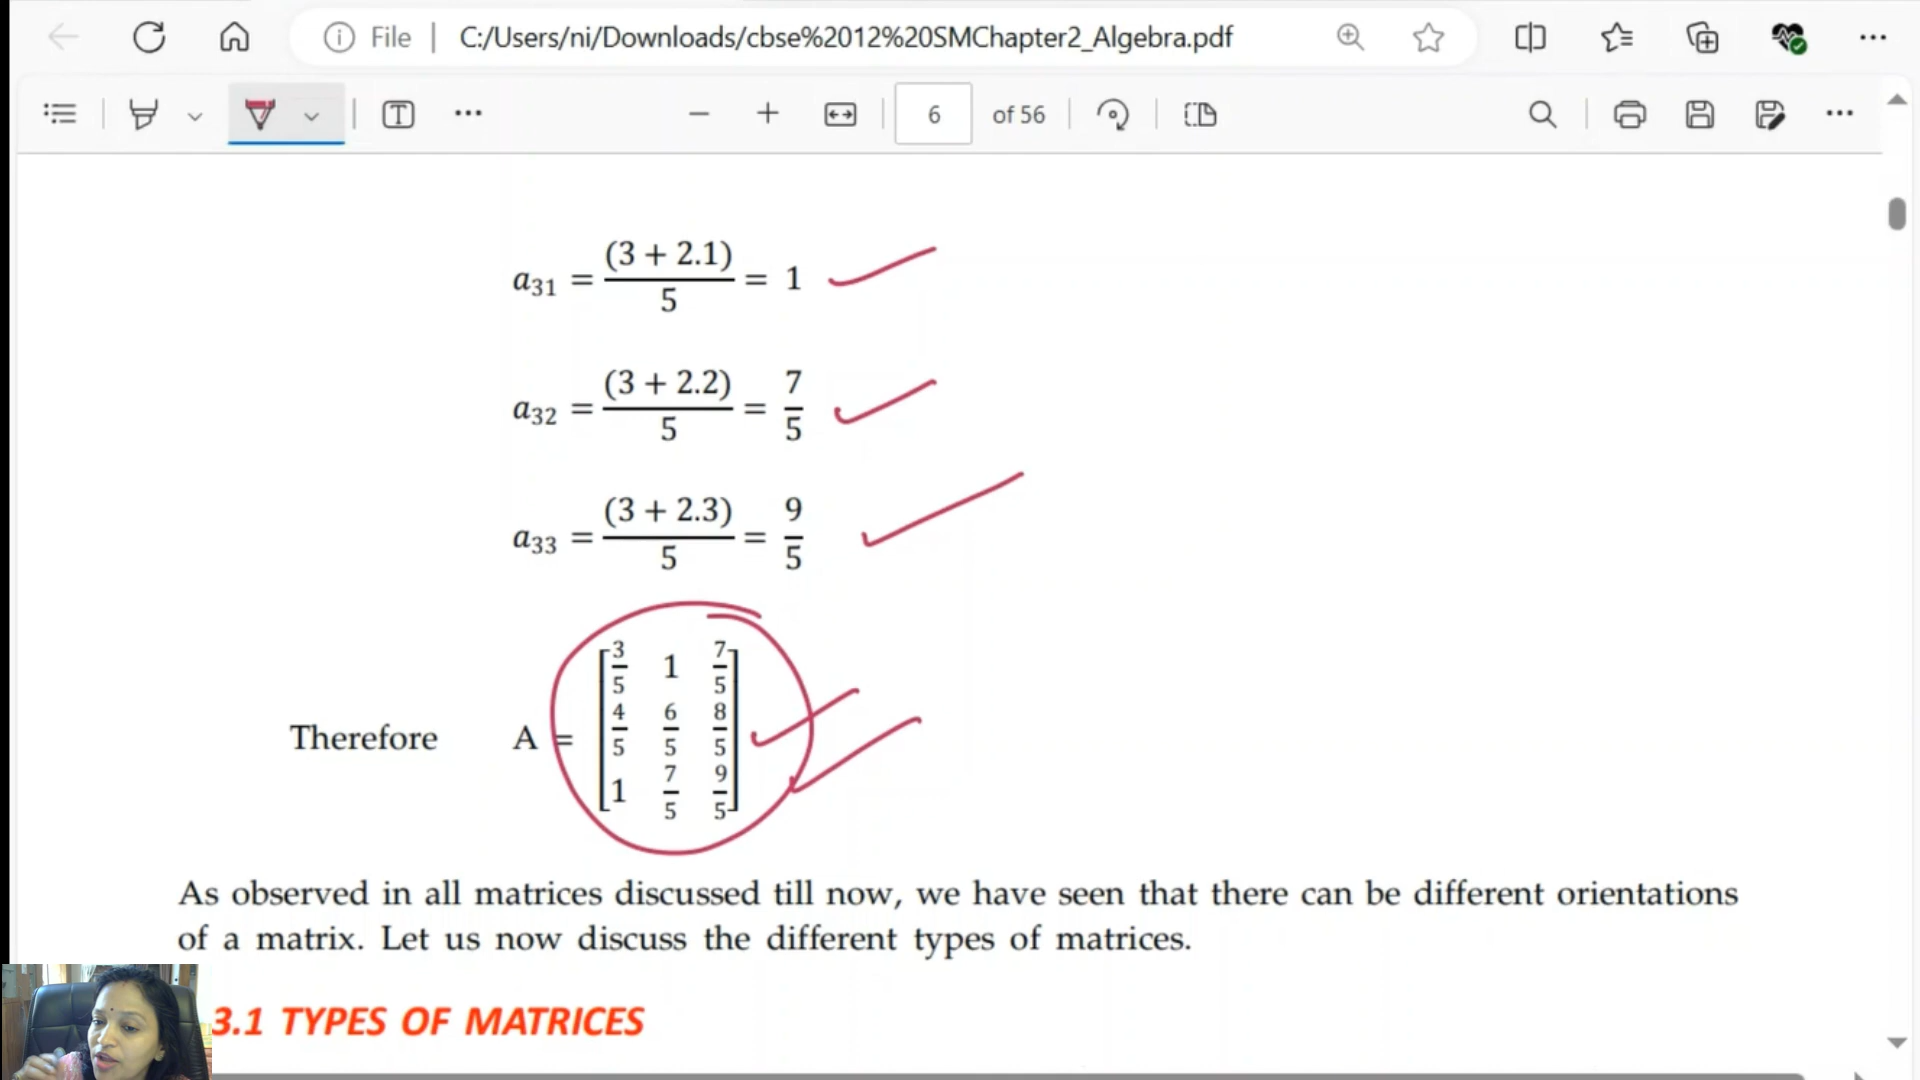 File | C:/Users/ni/Downloads/cbse%2012%20SMChapter2_Algebra.pdf
6 of 56
a₃₁ = (3 + 2.1)/5 = 1
a₃₂ = (3 + 2.2)/5 = 7/5
a₃₃ = (3 + 2.3)/5 = 9/5
Therefore A = [3/5 1 7/5
4/5 6/5 8/5
1 7/5 9/5]
As observed in all matrices discussed till now, we have seen that there can be different orientations
of a matrix. Let us now discuss the different types of matrices.
3.1 TYPES OF MATRICES